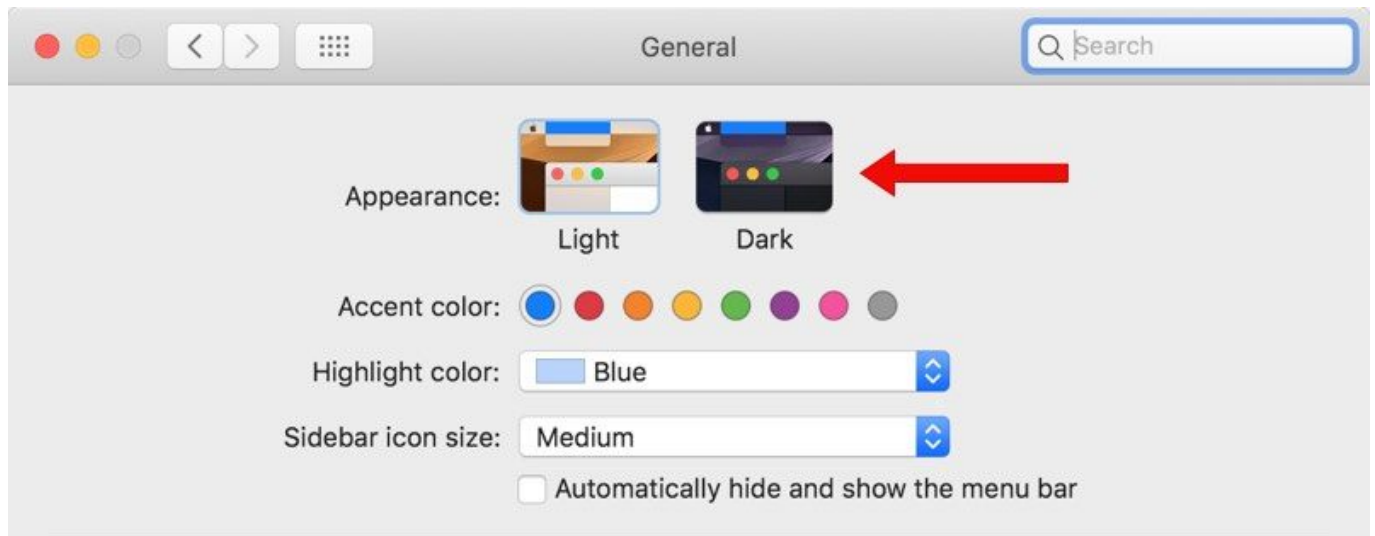 General
Search
Appearance:
Light Dark
Accent color:
Highlight color: Blue
Sidebar icon size: Medium
Automatically hide and show the menu bar